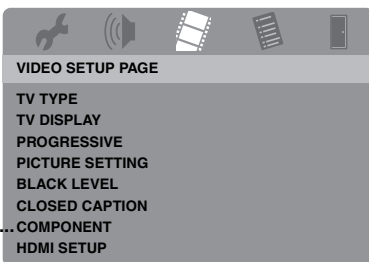 VIDEO SETUP PAGE
TV TYPE
TV DISPLAY
PROGRESSIVE
PICTURE SETTING
BLACK LEVEL
CLOSED CAPTION
...COMPONENT
HDMI SETUP